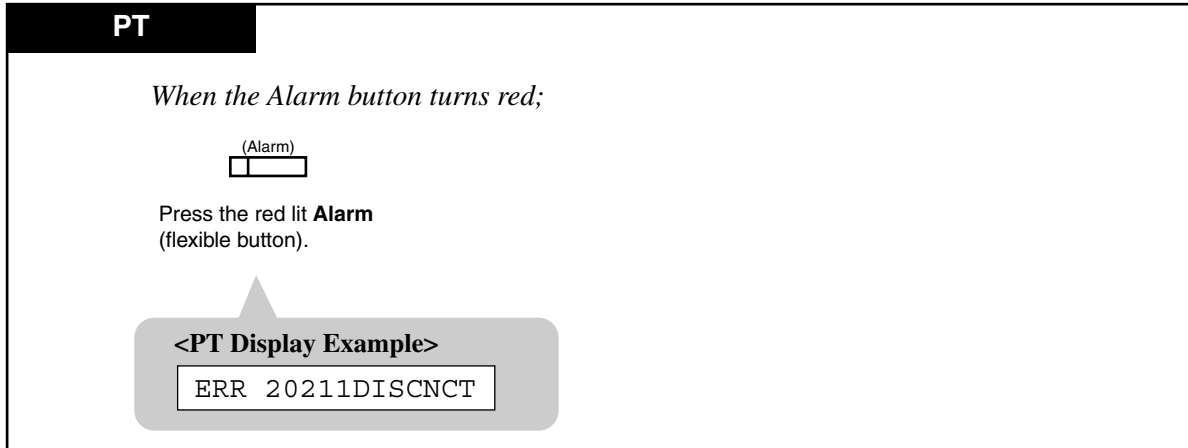 PT
When the Alarm button turns red;
(Alarm)
Press the red lit Alarm
(flexible button).
<PT Display Example>
ERR 20211DISCNCT